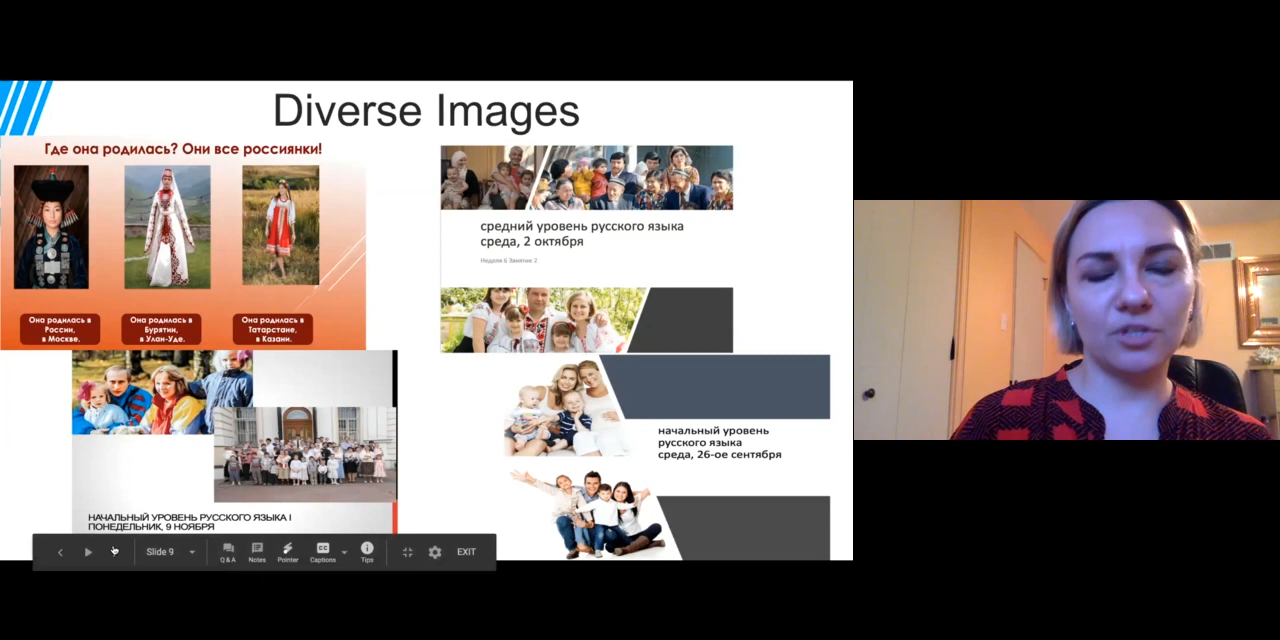 Diverse Images
Где она родилась? Они все россиянки!
Она родилась в
России,
в Москве.
Она родилась в
Бурятии,
в Улан-Уде.
Она родилась в
Татарстане,
в Казани.
средний уровень русского языка
среда, 2 октября
Неделя 6 Занятие 2
начальный уровень
русского языка
среда, 26-ое сентября
НАЧАЛЬНЫЙ УРОВЕНЬ РУССКОГО ЯЗЫКА I
ПОНЕДЕЛЬНИК, 9 НОЯБРЯ
Slide 9
Q & A
Notes
Pointer
CC
Captions
Tips
EXIT